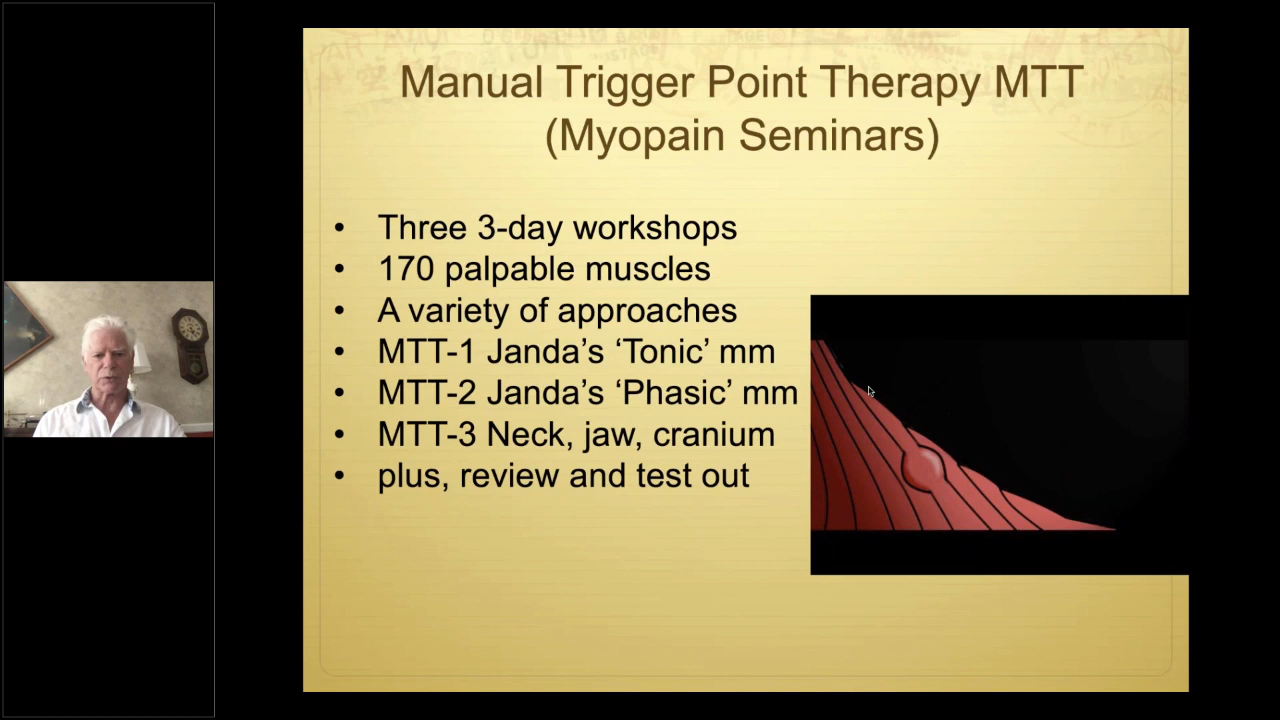 Manual Trigger Point Therapy MTT
(Myopain Seminars)
• Three 3-day workshops
• 170 palpable muscles
• A variety of approaches
• MTT-1 Janda’s ‘Tonic’ mm
• MTT-2 Janda’s ‘Phasic’ mm
• MTT-3 Neck, jaw, cranium
• plus, review and test out